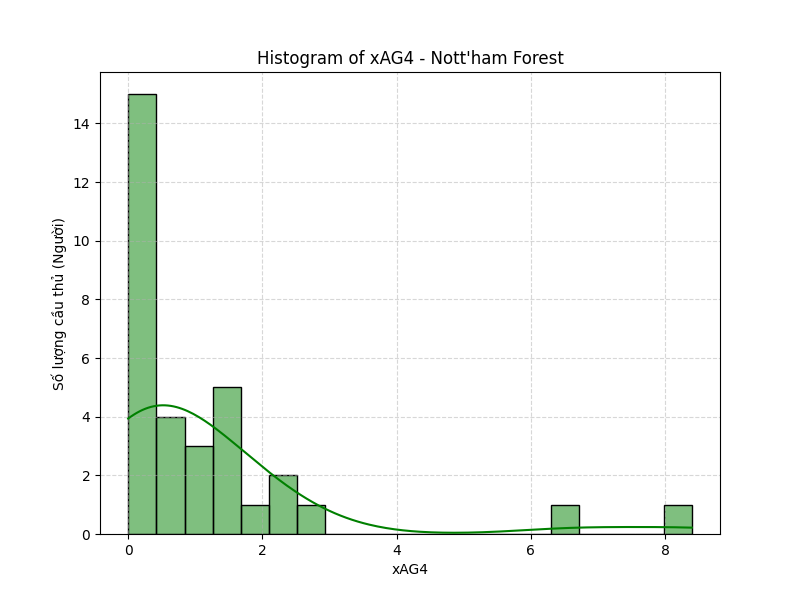 Histogram of xAG4 - Nott'ham Forest
Số lượng cầu thủ (Người)
14
12
10
8
6
4
2
0
0 2 4 6 8
xAG4